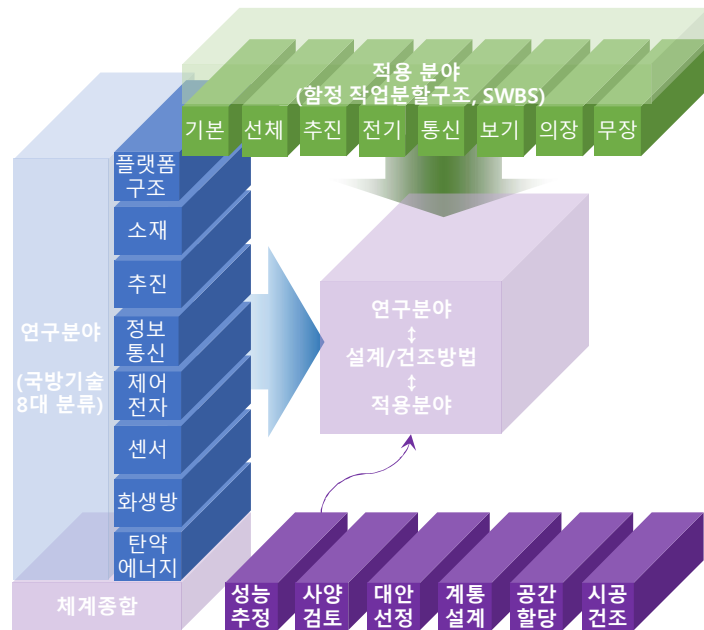 적용 분야
(함정 작업분할구조, SWBS)
기본 선체 추진 전기 통신 보기 의장 무장
플랫폼
구조
소재
추진
정보
통신
제어
전자
센서
화생방
탄약
에너지
연구분야
(국방기술
8대 분류)
체계종합
연구분야
↕
설계/건조방법
↕
적용분야
성능
추정
사양
검토
대안
선정
계통
설계
공간
할당
시공
건조